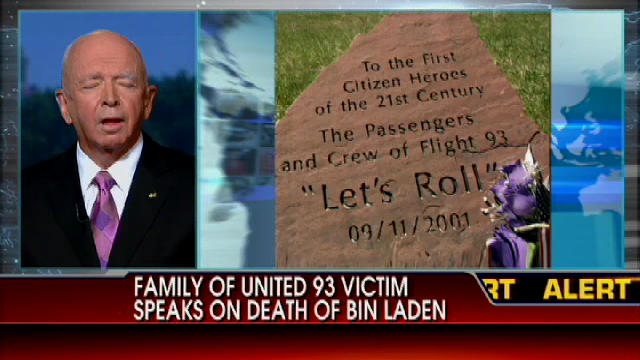 To the First
Citizen Heroes
of the 21st Century
The Passengers
and Crew of Flight 93
"Let's Roll"
09/11/2001
FAMILY OF UNITED 93 VICTIM
SPEAKS ON DEATH OF BIN LADEN
RT ALERT